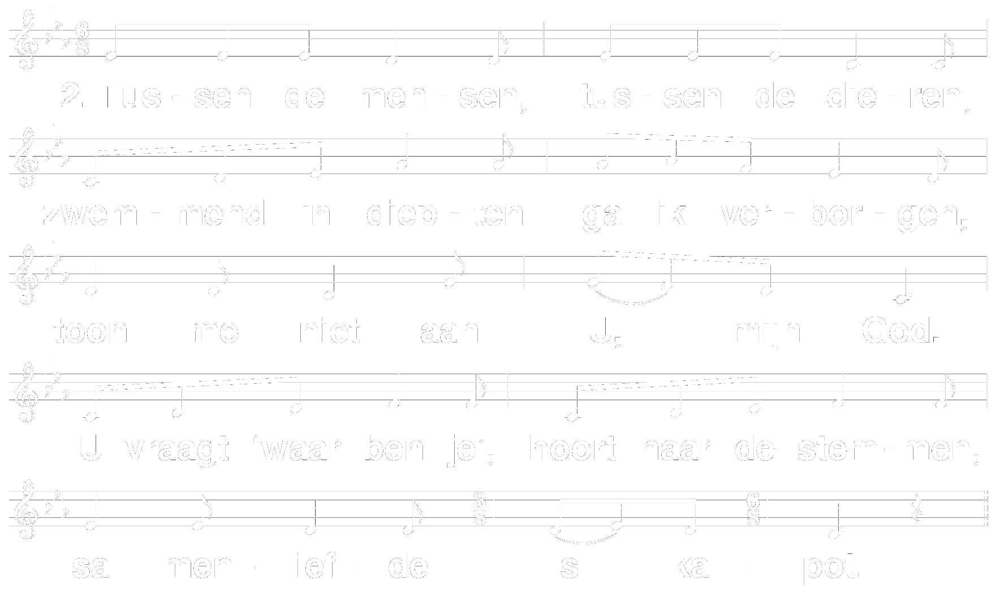 2. Tus - sen de men - sen, tus - sen de die - ren,
zwem - mend in diep - ten ga ik ver - bor - gen,
toon me niet aan U, mijn God.
U vraagt 'waar ben je', hoort naar de stem - men,
sa men - lief - de is ka - pot